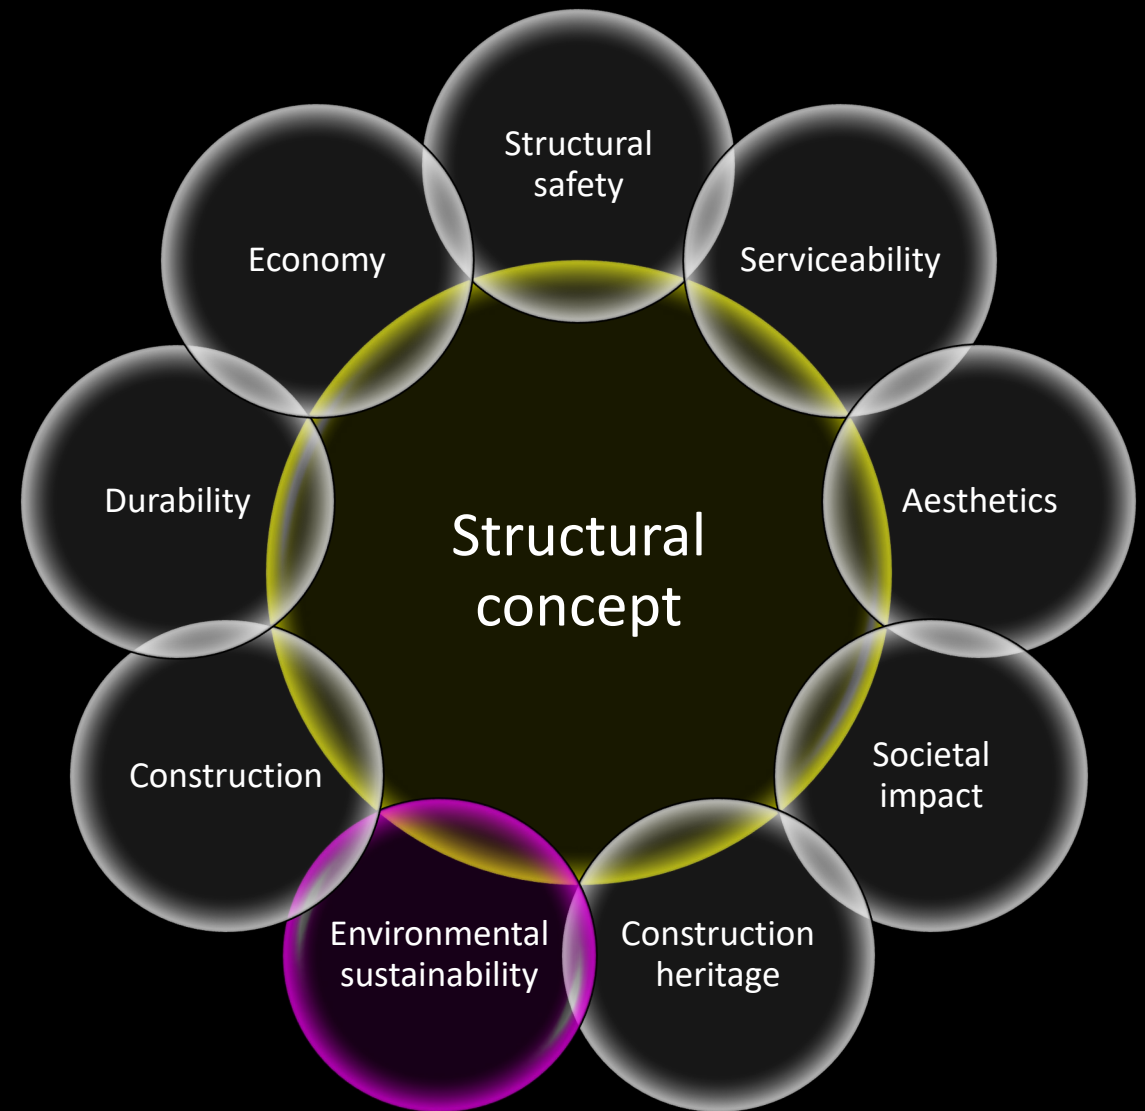 Structural
safety
Economy
Serviceability
Durability
Aesthetics
Structural
concept
Construction
Societal
impact
Environmental
sustainability
Construction
heritage